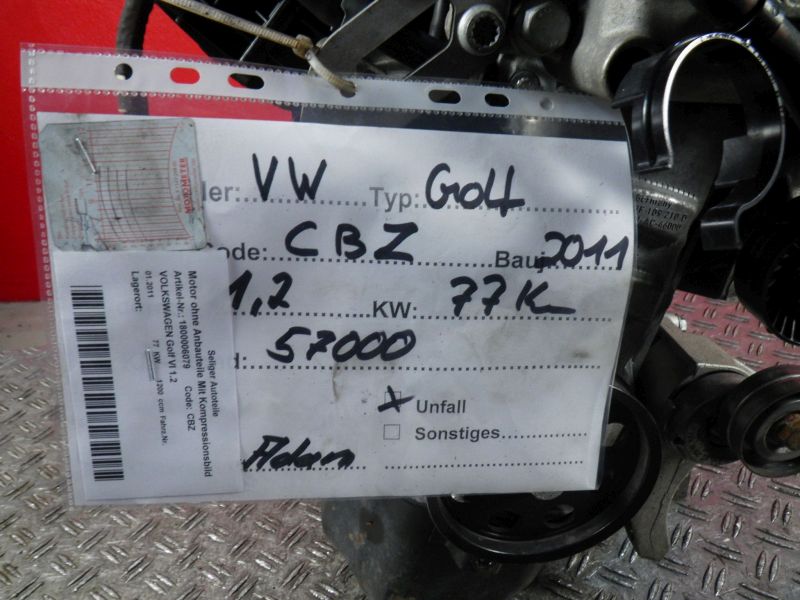 ler: VW Typ: Golf
ode: CBZ Bauj. 2011
1,2 KW: 77 K
57000
Unfall
Sonstiges
Adam
Seliger Autoteile
Motor ohne Anbauteile Mit Kompressionsbild
Artikel-Nr.: 1800006079 Code: CBZ
VOLKSWAGEN Golf VI 1.2
01.2011 77 KW 1200 ccm Fahrz.Nr.
Lagerort:
MOTOMETER